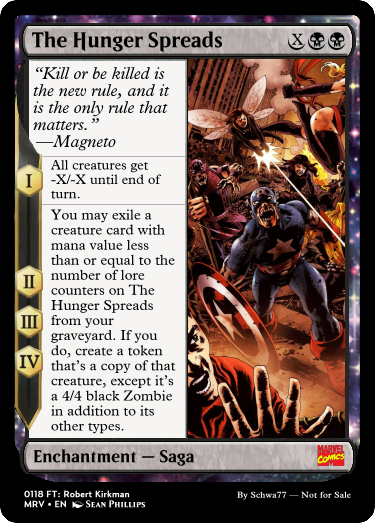 The Hunger Spreads
X
“Kill or be killed is
the new rule, and it
is the only rule that
matters.”
—Magneto
I
All creatures get
-X/-X until end of
turn.
II
III
IV
You may exile a
creature card with
mana value less
than or equal to the
number of lore
counters on The
Hunger Spreads
from your
graveyard. If you
do, create a token
that's a copy of that
creature, except it's
a 4/4 black Zombie
in addition to its
other types.
Enchantment — Saga
MARVEL
COMICS
0118 FT: Robert Kirkman
MRV • EN SEAN PHILLIPS
By Schwa77 — Not for Sale